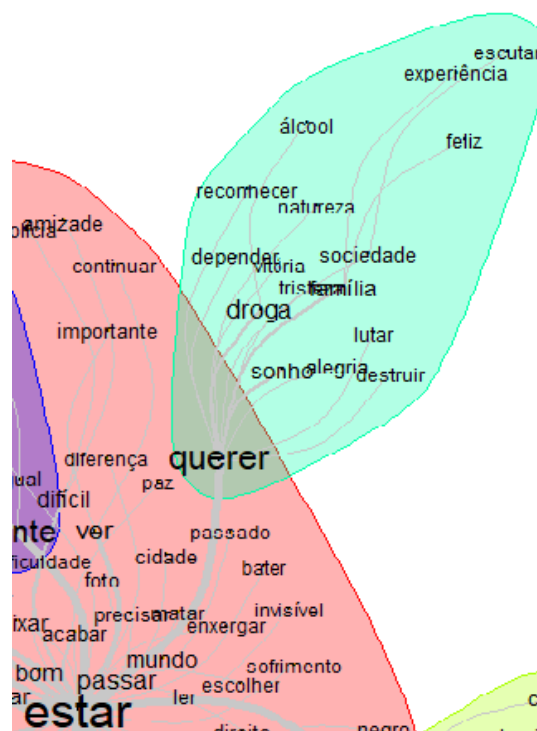 escutar
experiência
álcool
feliz
reconhecer
natureza
amizade
depender
sociedade
vitória
continuar
família
droga
importante
lutar
sonho
alegria
destruir
querer
diferença
paz
difícil
passado
ver
cidade
bater
foto
precisar
matar
invisível
enxergar
acabar
mundo
sofrimento
bom
passar
escolher
ler
estar
negro